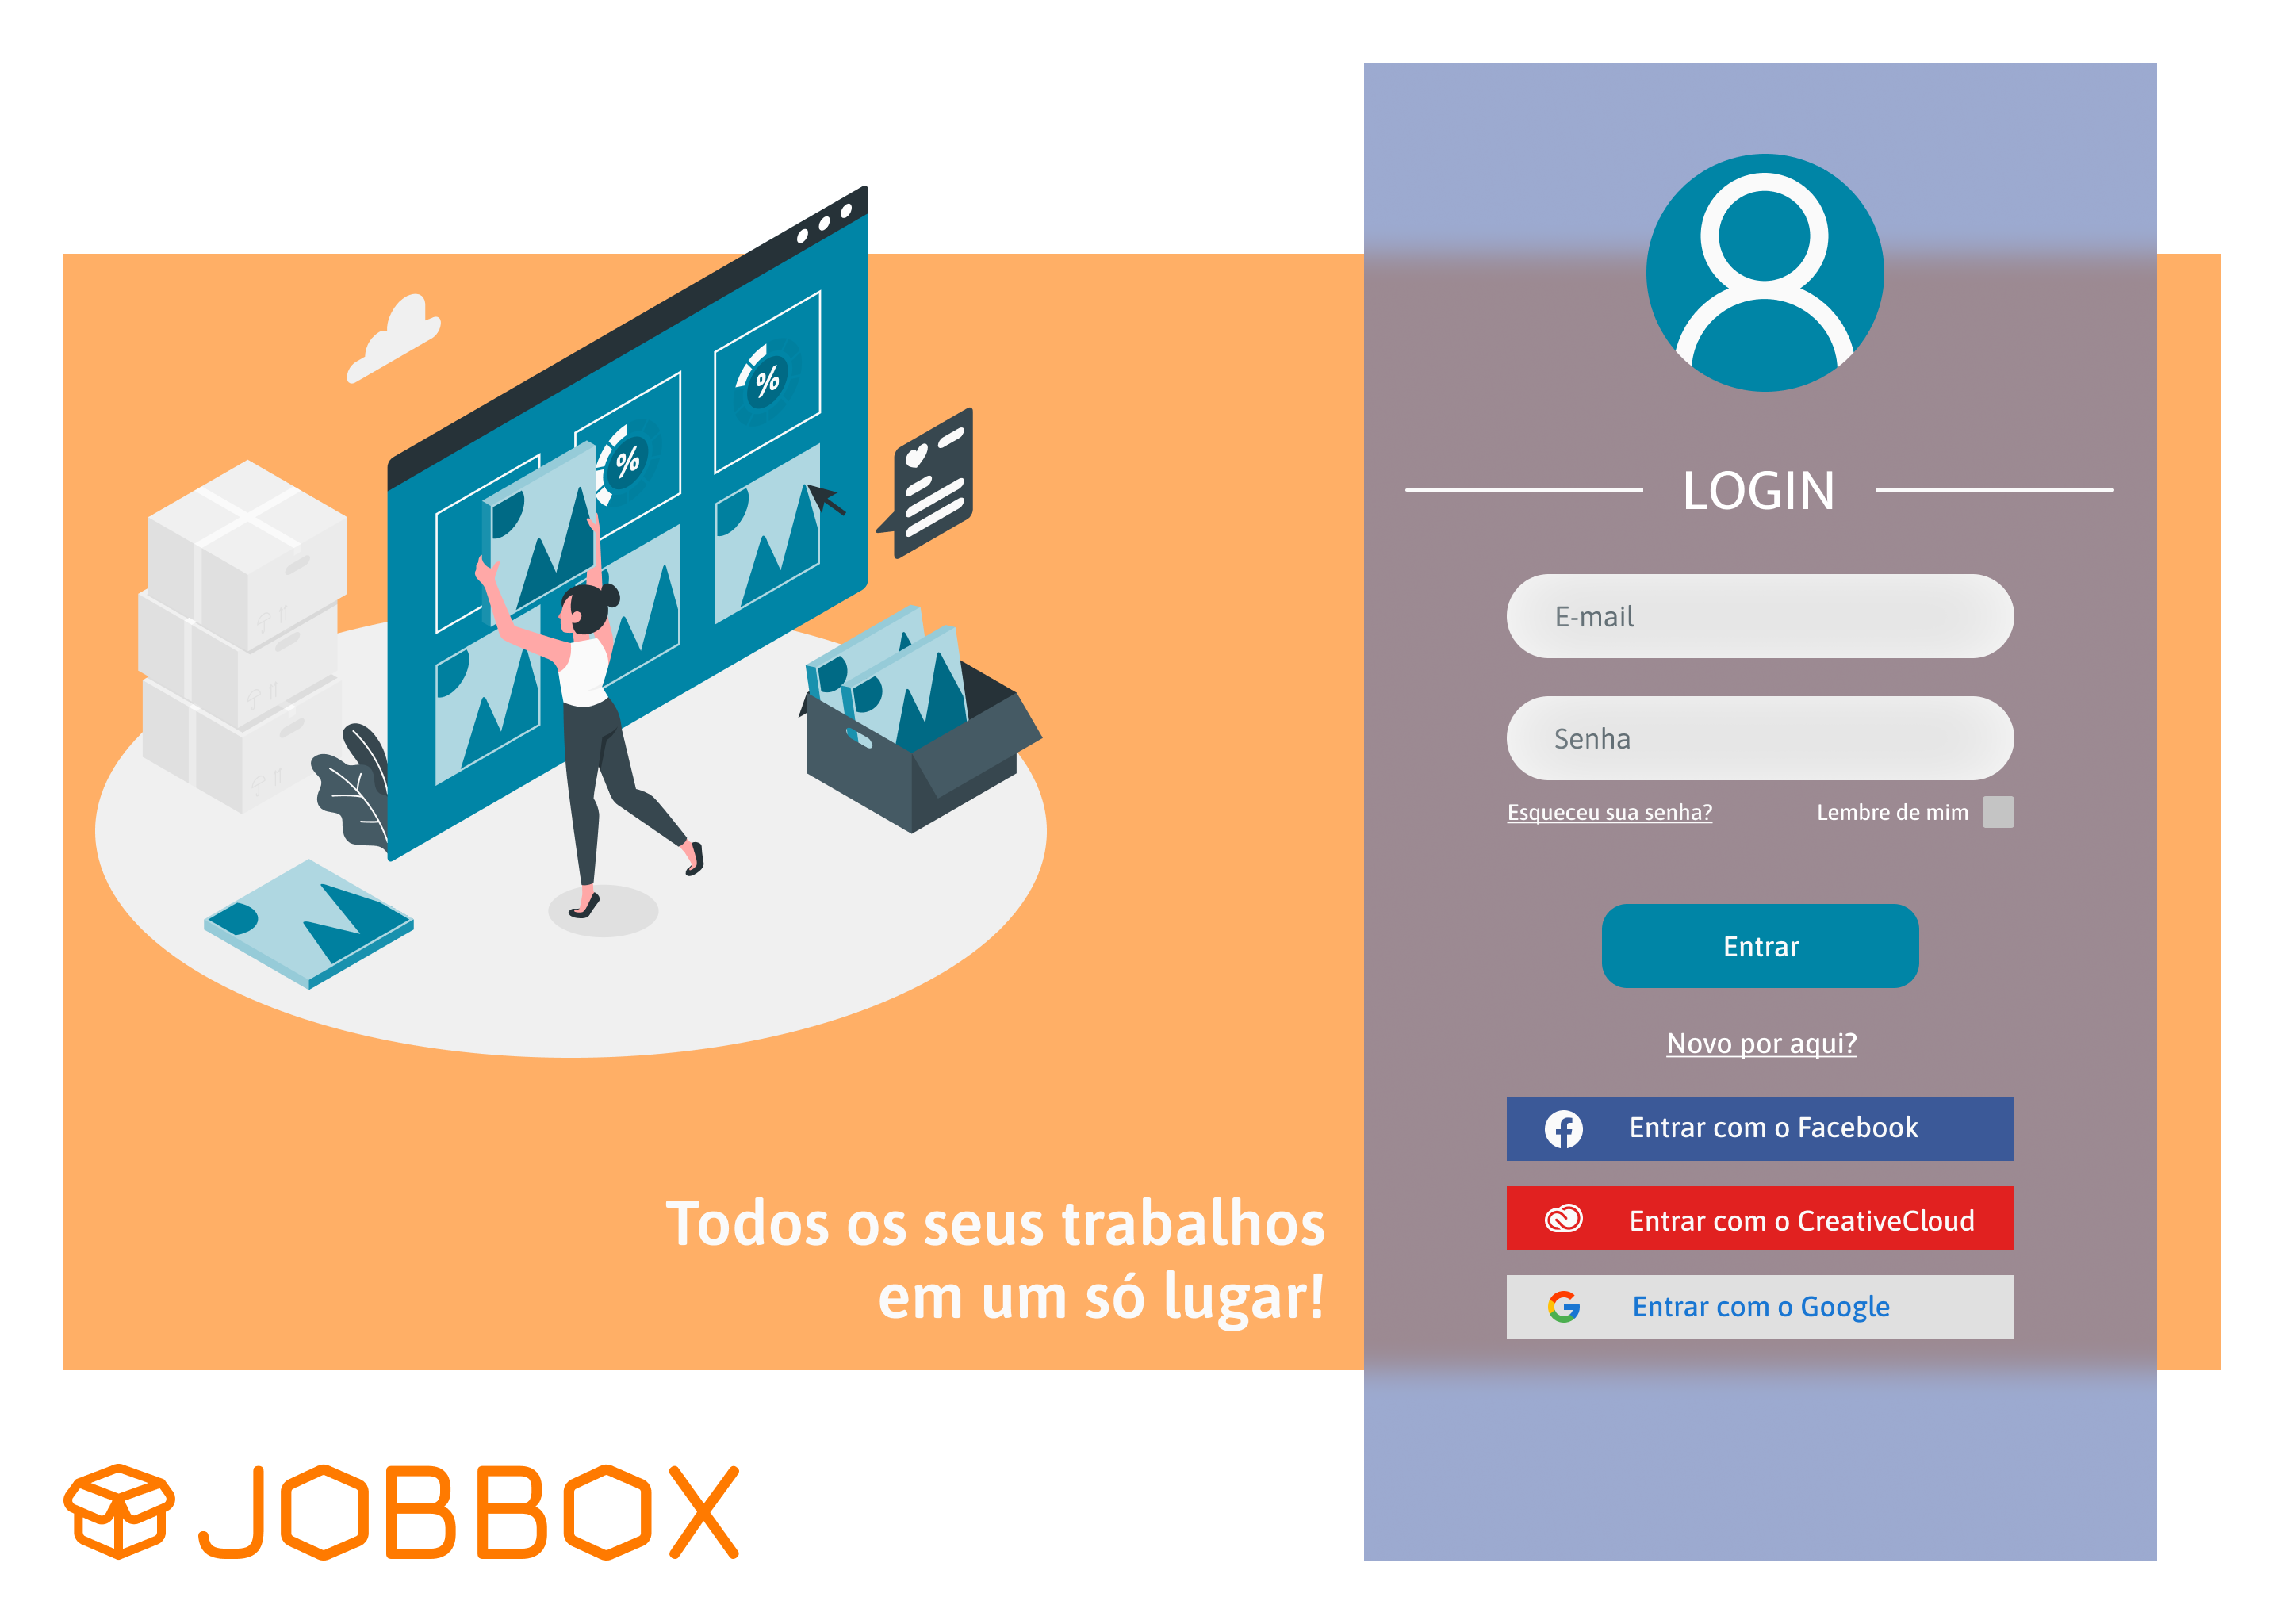 %
%
Todos os seus trabalhos
em um só lugar!
JOBBOX
LOGIN
E-mail
Senha
Esqueceu sua senha? Lembre de mim
Entrar
Novo por aqui?
Entrar com o Facebook
Entrar com o CreativeCloud
Entrar com o Google